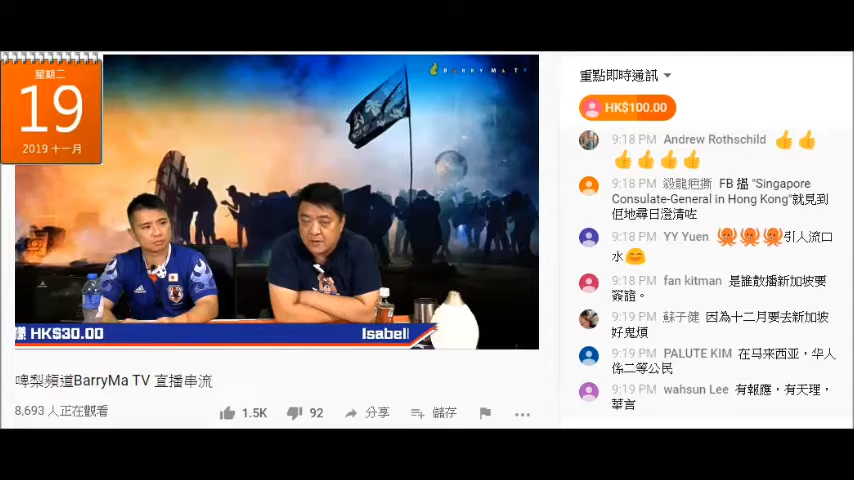 星期二
19
2019 十一月
BARRY MA TV
HK$30.00
Isabell
啤梨頻道BarryMa TV 直播串流
8,693 人正在觀看
1.5K
92
分享
儲存
重點即時通訊
HK$100.00
9:18 PM Andrew Rothschild 👍👍
👍👍👍👍
9:18 PM 殺龍疤撕 FB 搵 "Singapore
Consulate-General in Hong Kong"就見到
佢地尋日澄清咗
9:18 PM YY Yuen 🐙🐙🐙引人流口
水🤗
9:18 PM fan kitman 是誰散播新加坡要
簽證。
9:19 PM 蘇子健 因為十二月要去新加坡
好鬼煩
9:19 PM PALUTE KIM 在马来西亚，华人
係二等公民
9:19 PM wahsun Lee 有報應，有天理，
華言